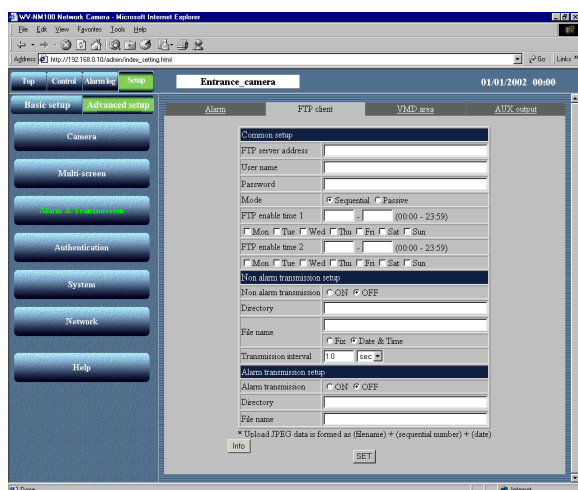 WV-NM100 Network Camera - Microsoft Internet Explorer
File Edit View Favorites Tools Help
Address http://192.168.0.10/admin/index_setting.html Go Links »
Top Control Alarm log Setup Entrance_camera 01/01/2002 00:00
Basic setup Advanced setup
Alarm FTP client VMD area AUX output
Camera
Multi-screen
Alarm & Transmission
Authentication
System
Network
Help
Common setup
FTP server address
User name
Password
Mode Sequential Passive
FTP enable time 1 - (00:00 - 23:59)
Mon Tue Wed Thu Fri Sat Sun
FTP enable time 2 - (00:00 - 23:59)
Mon Tue Wed Thu Fri Sat Sun
Non alarm transmission setup
Non alarm transmission ON OFF
Directory
File name
Fix Date & Time
Transmission interval 1.0 sec
Alarm transmission setup
Alarm transmission ON OFF
Directory
File name
* Upload JPEG data is formed as (filename) + (sequential number) + (date)
Info
SET
Done Internet